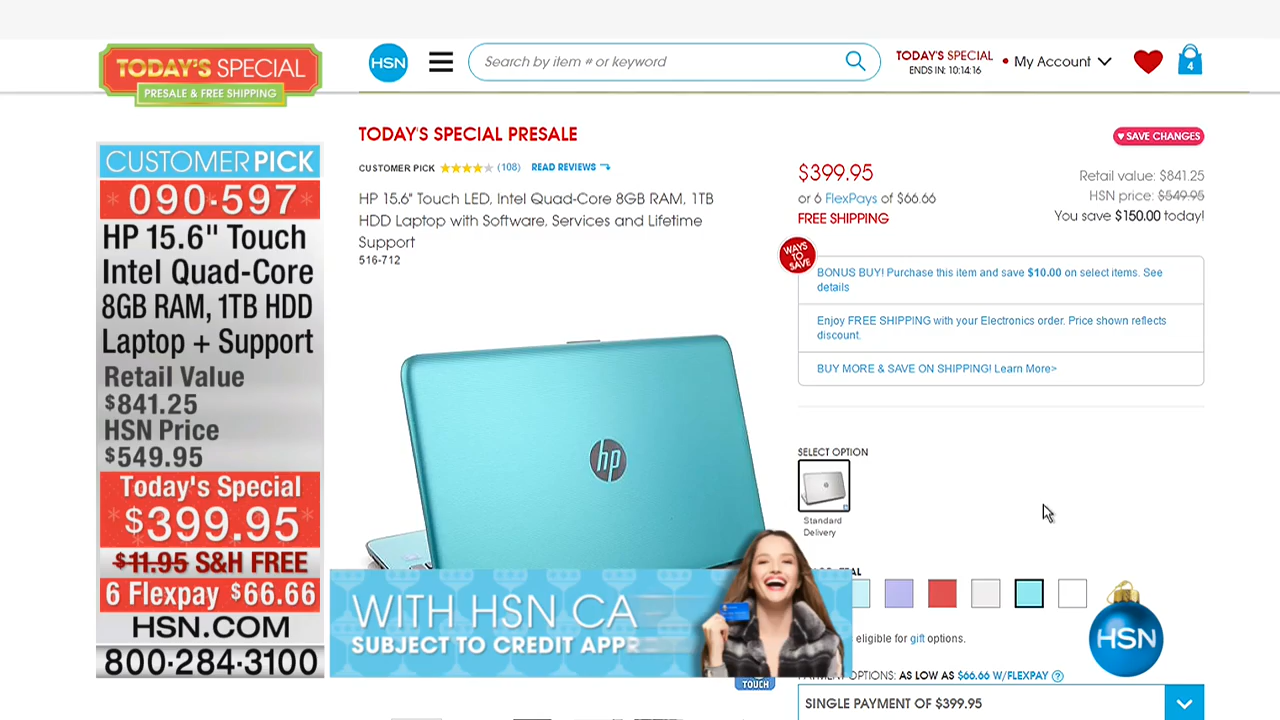 TODAY'S SPECIAL
PRESALE & FREE SHIPPING
HSN
Search by item # or keyword
TODAY'S SPECIAL
ENDS IN: 10:14:16
My Account
4
CUSTOMER PICK
090-597
HP 15.6" Touch
Intel Quad-Core
8GB RAM, 1TB HDD
Laptop + Support
Retail Value
$841.25
HSN Price
$549.95
Today's Special
$399.95
$11.95 S&H FREE
6 Flexpay $66.66
HSN.COM
800-284-3100
TODAY'S SPECIAL PRESALE
CUSTOMER PICK (108) READ REVIEWS
HP 15.6" Touch LED, Intel Quad-Core 8GB RAM, 1TB
HDD Laptop with Software, Services and Lifetime
Support
516-712
SAVE CHANGES
$399.95
or 6 FlexPays of $66.66
FREE SHIPPING
Retail value: $841.25
HSN price: $549.95
You save $150.00 today!
WAYS
TO
SAVE
BONUS BUY! Purchase this item and save $10.00 on select items. See
details
Enjoy FREE SHIPPING with your Electronics order. Price shown reflects
discount.
BUY MORE & SAVE ON SHIPPING! Learn More>
hp
SELECT OPTION
Standard
Delivery
WITH HSN CA
SUBJECT TO CREDIT APPR
eligible for gift options.
HSN
OPTIONS: AS LOW AS $66.66 W/FLEXPAY ?
TOUCH
SINGLE PAYMENT OF $399.95